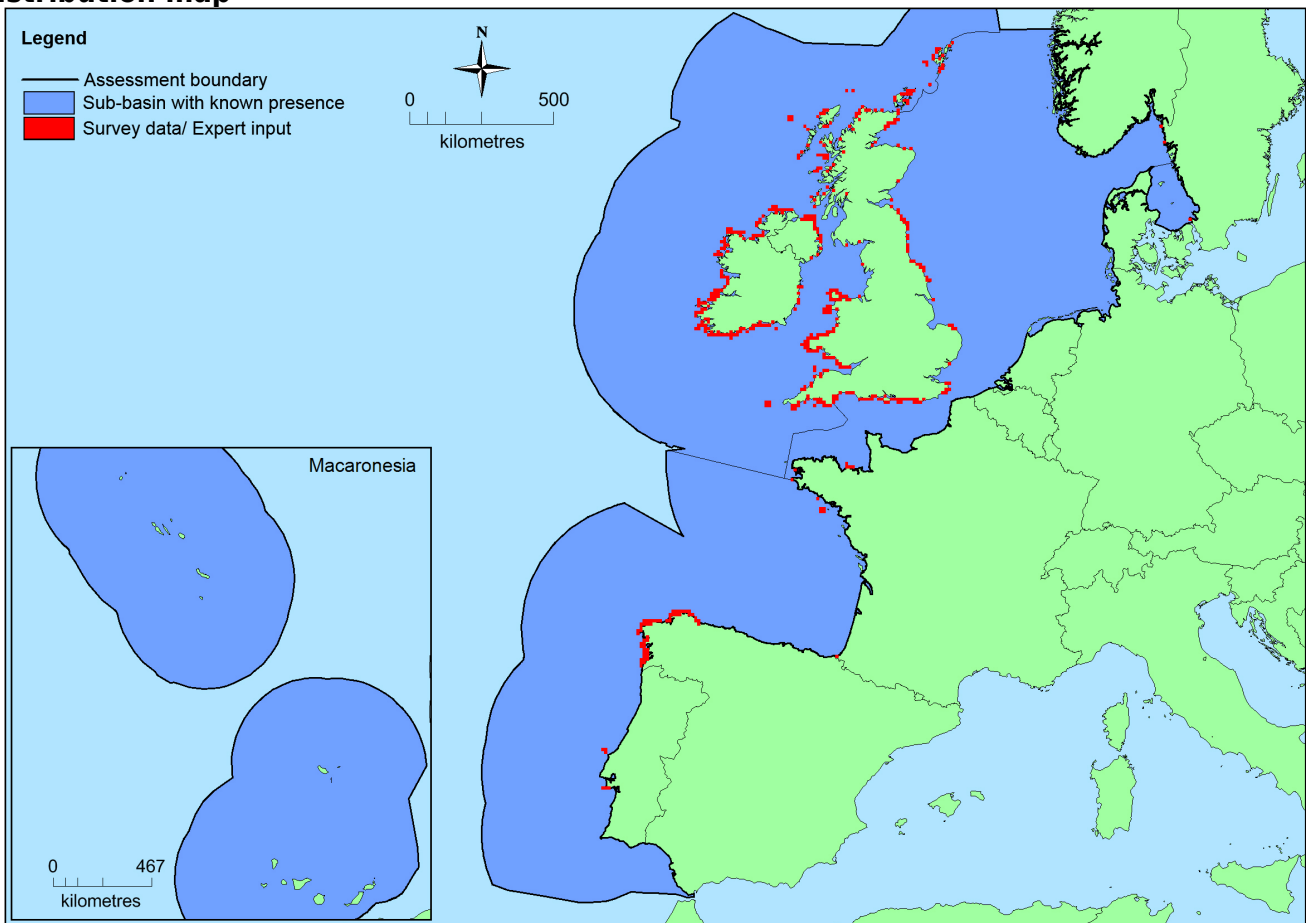 Legend
Assessment boundary
Sub-basin with known presence
Survey data/ Expert input
N
0 500
kilometres
Macaronesia
0 467
kilometres